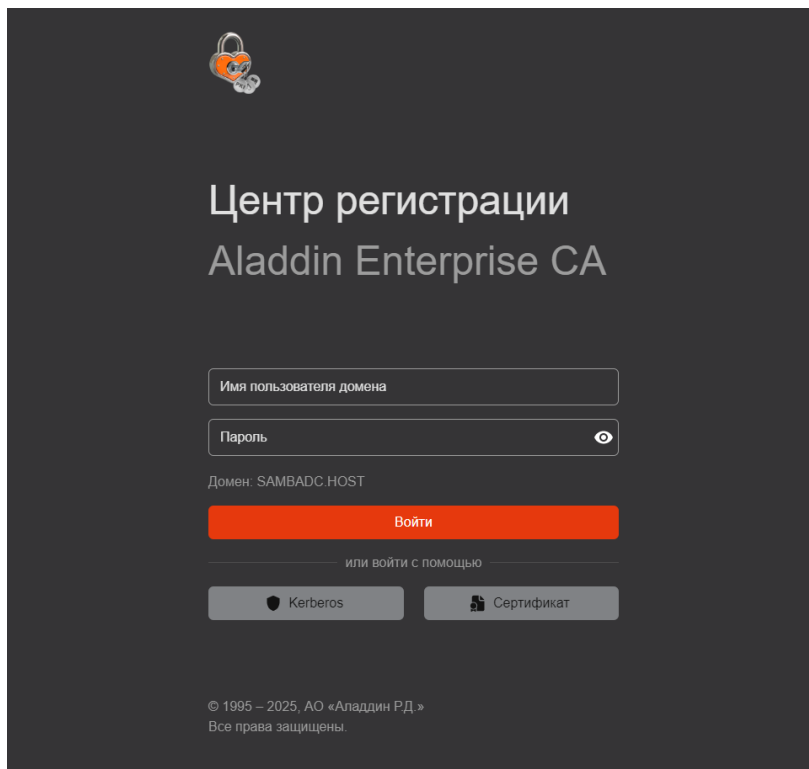 Центр регистрации
Aladdin Enterprise CA
Имя пользователя домена
Пароль
Домен: SAMBADC.HOST
Войти
или войти с помощью
Kerberos
Сертификат
© 1995 – 2025, АО «Аладдин Р.Д.»
Все права защищены.